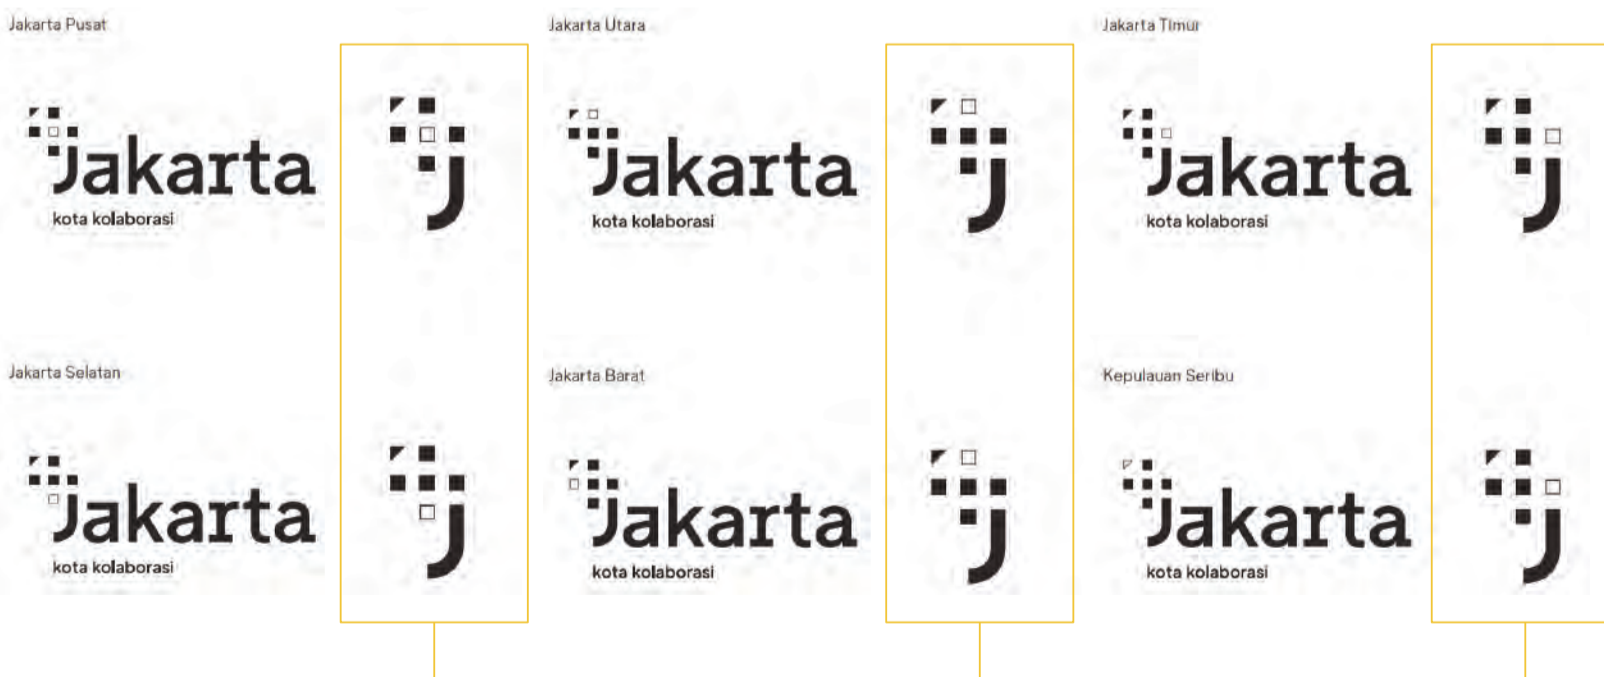 Jakarta Pusat
Jakarta
kota kolaborasi
Jakarta Utara
Jakarta
kota kolaborasi
Jakarta Timur
Jakarta
kota kolaborasi
Jakarta Selatan
Jakarta
kota kolaborasi
Jakarta Barat
Jakarta
kota kolaborasi
Kepulauan Seribu
Jakarta
kota kolaborasi